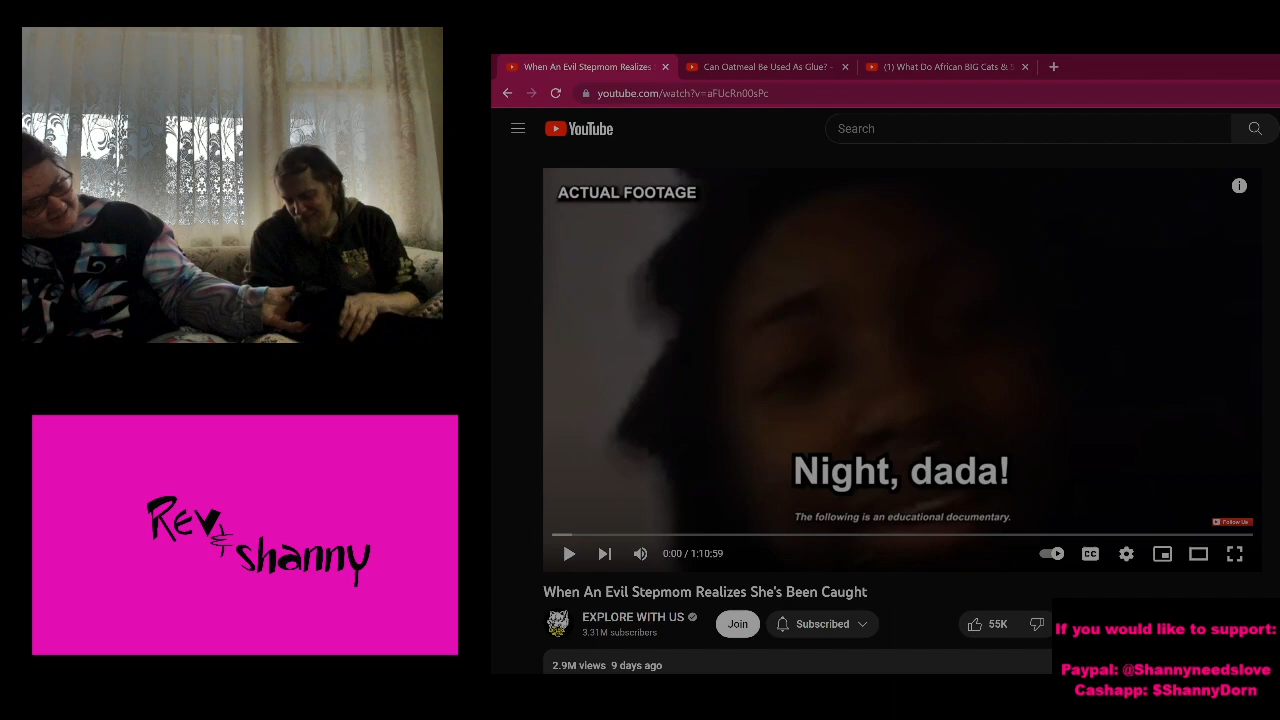 When An Evil Stepmom Realizes
Can Oatmeal Be Used As Glue? -
(1) What Do African BIG Cats &
youtube.com/watch?v=aFUcRn00sPc
YouTube
Search
ACTUAL FOOTAGE
Night, dada!
The following is an educational documentary.
Follow Us
0:00 / 1:10:59
CC
When An Evil Stepmom Realizes She's Been Caught
EXPLORE WITH US
3.31M subscribers
Join
Subscribed
55K
2.9M views 9 days ago
Rev
&
shanny
If you would like to support:
Paypal: @Shannyneedslove
Cashapp: $ShannyDorn